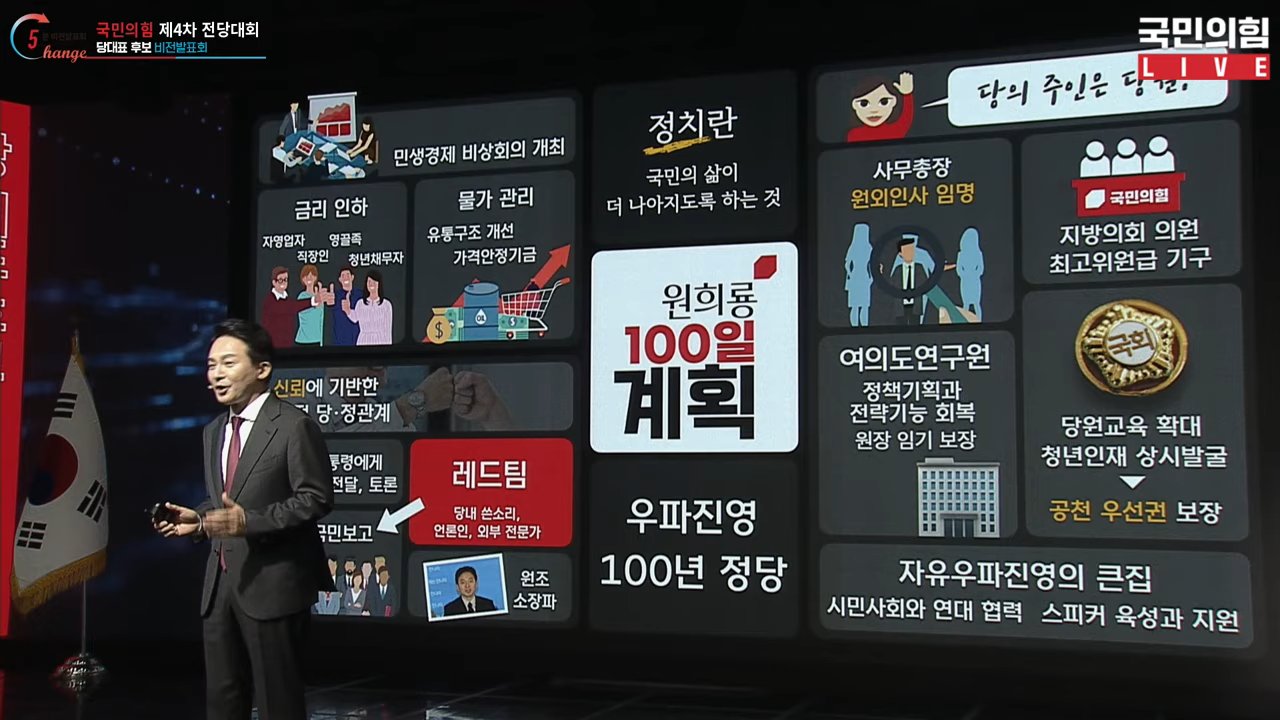 5
hange
국민의힘 제4차 전당대회
당대표 후보 비전발표회
국민의힘
LIVE
민생경제 비상회의 개최
금리 인하
자영업자
영끌족
직장인
청년채무자
물가 관리
유통구조 개선
가격안정기금
OIL
$
$
$
신뢰에 기반한
당·정관계
통령에게
전달, 토론
국민보고
레드팀
당내 쓴소리,
언론인, 외부 전문가
원조
소장파
정치란
국민의 삶이
더 나아지도록 하는 것
원희룡
100일
계획
우파진영
100년 정당
당의 주인은
사무총장
원외인사 임명
국민의힘
지방의회 의원
최고위원급 기구
여의도연구원
정책기획과
전략기능 회복
원장 임기 보장
국회
당원교육 확대
청년인재 상시발굴
공천 우선권 보장
자유우파진영의 큰집
시민사회와 연대 협력 스피커 육성과 지원